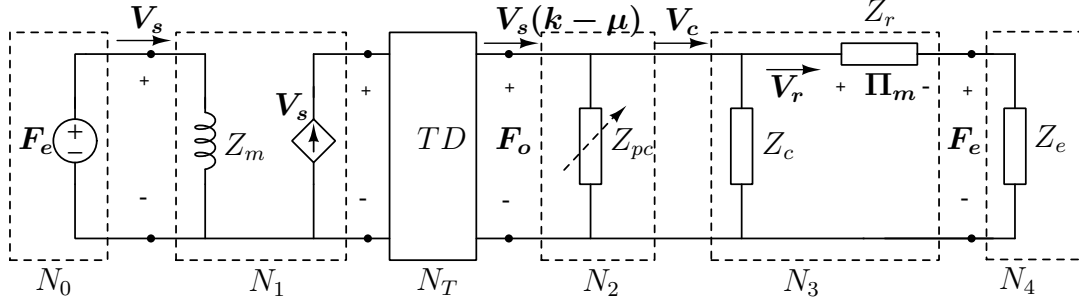 V_s V_s(k − μ) V_c Z_r
+ + + V_r + Π_m - +
F_e + − Z_m V_s TD F_o Z_pc Z_c F_e Z_e
- - - -
N_0 N_1 N_T N_2 N_3 N_4